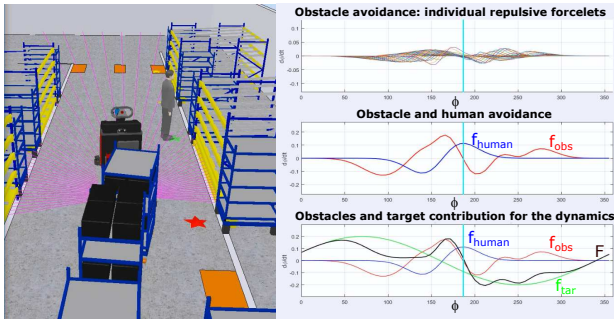 Obstacle avoidance: individual repulsive forcelets
0.1
0.05
0
-0.05
-0.1
dφ/dt
0 50 100 150 200 250 300 350
ϕ
Obstacle and human avoidance
0.2
0.1
0
-0.1
-0.2
dφ/dt
f_human
f_obs
0 50 100 150 200 250 300 350
ϕ
Obstacles and target contribution for the dynamics
0.2
0.1
0
-0.1
-0.2
dφ/dt
f_human
f_obs
F
f_tar
0 50 100 150 200 250 300 350
ϕ